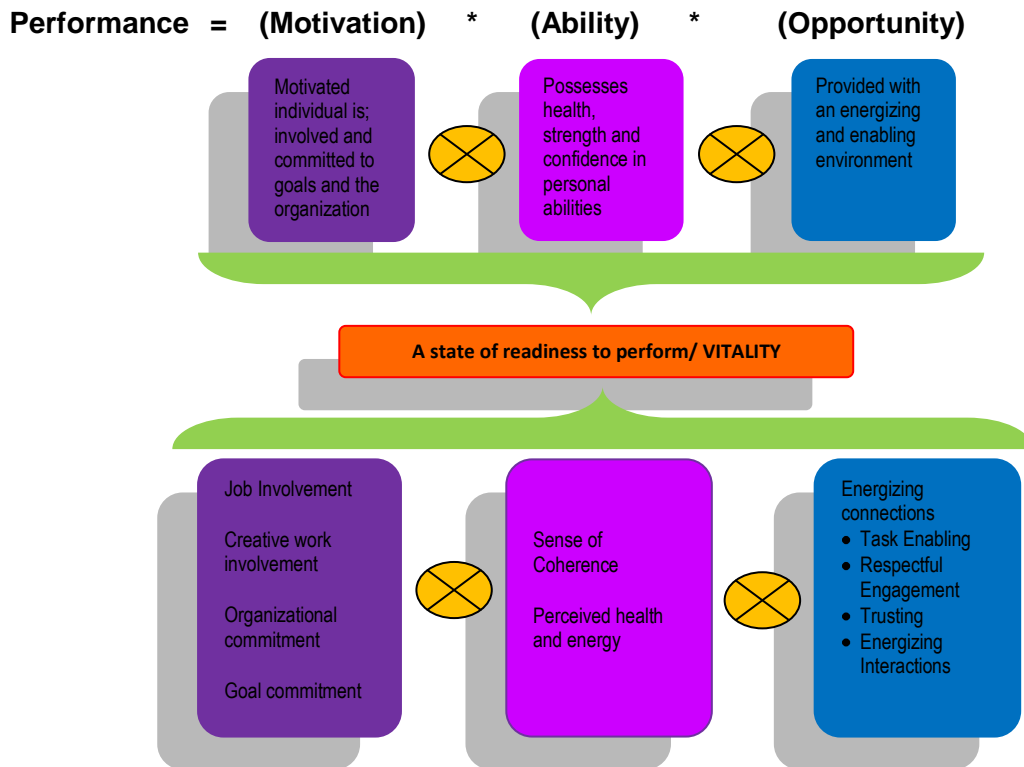 Performance = (Motivation) * (Ability) * (Opportunity)
Motivated
individual is;
involved and
committed to
goals and the
organization
Possesses
health,
strength and
confidence in
personal
abilities
Provided with
an energizing
and enabling
environment
A state of readiness to perform/ VITALITY
Job Involvement
Creative work
involvement
Organizational
commitment
Goal commitment
Sense of
Coherence
Perceived health
and energy
Energizing
connections
• Task Enabling
• Respectful
Engagement
• Trusting
• Energizing
Interactions